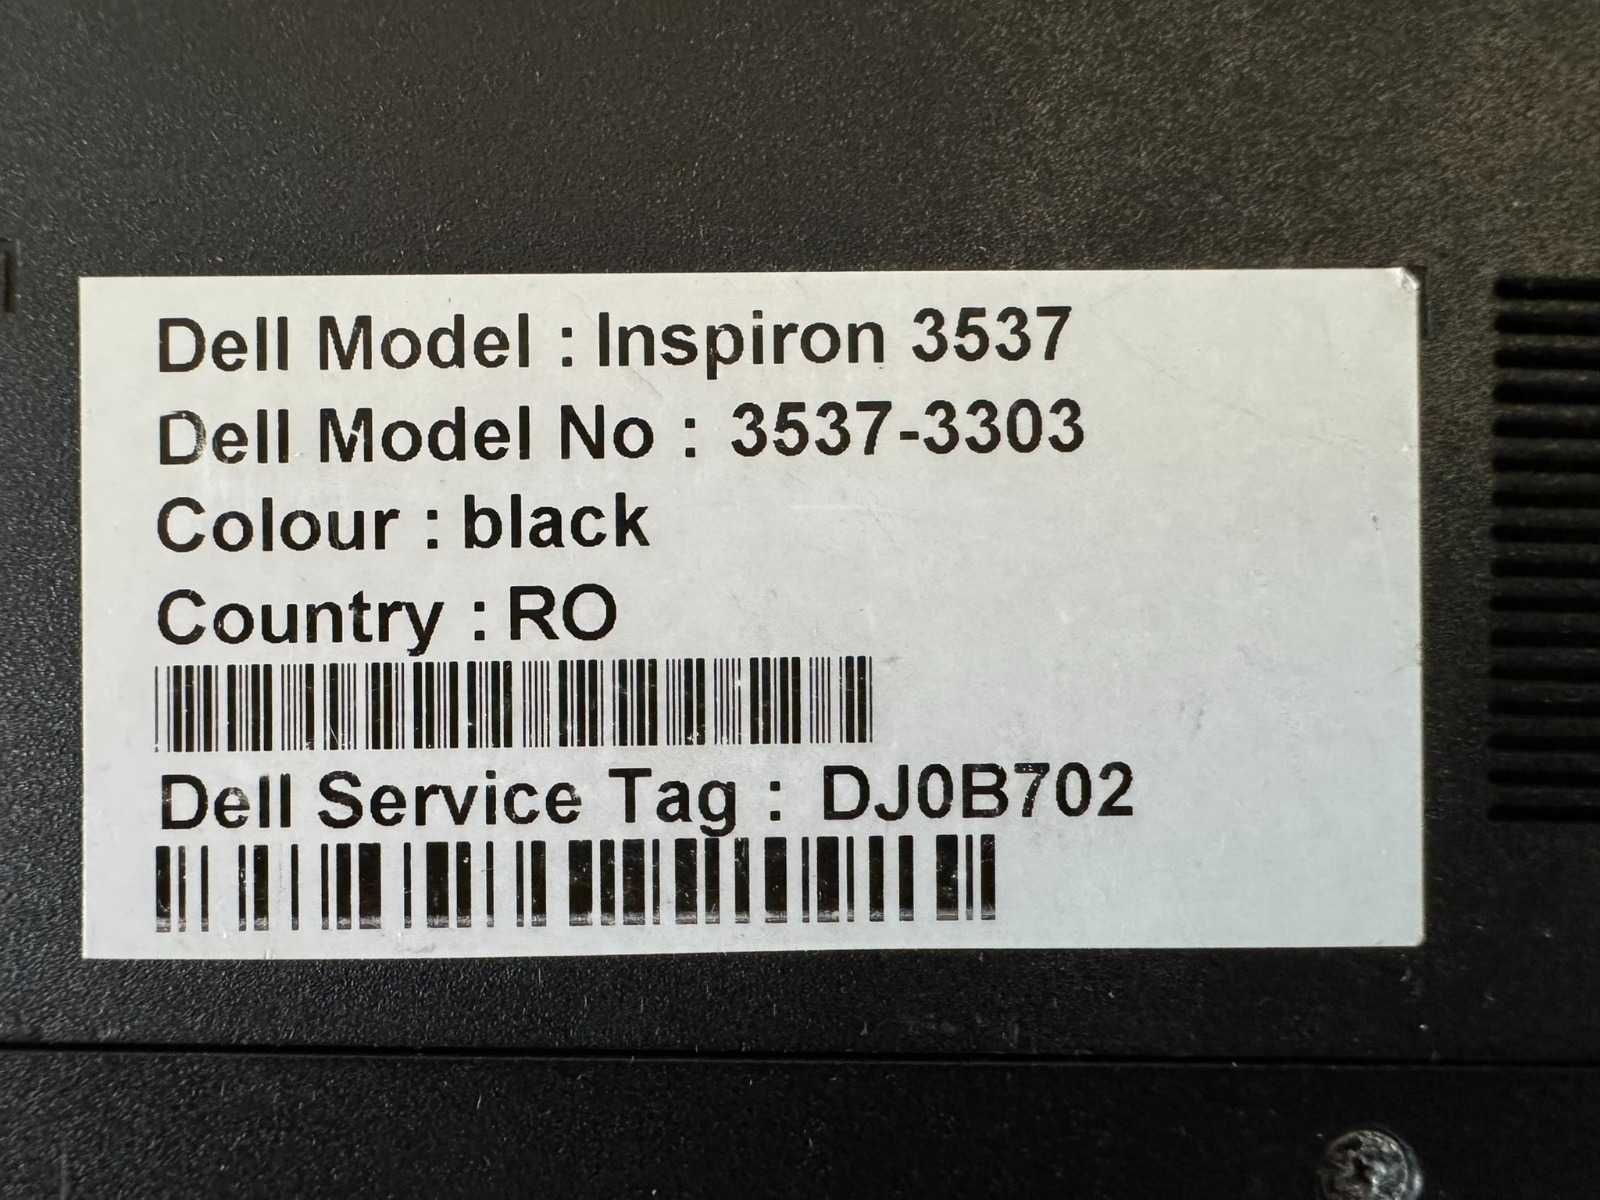 Dell Model : Inspiron 3537
Dell Model No : 3537-3303
Colour : black
Country : RO
Dell Service Tag : DJ0B702